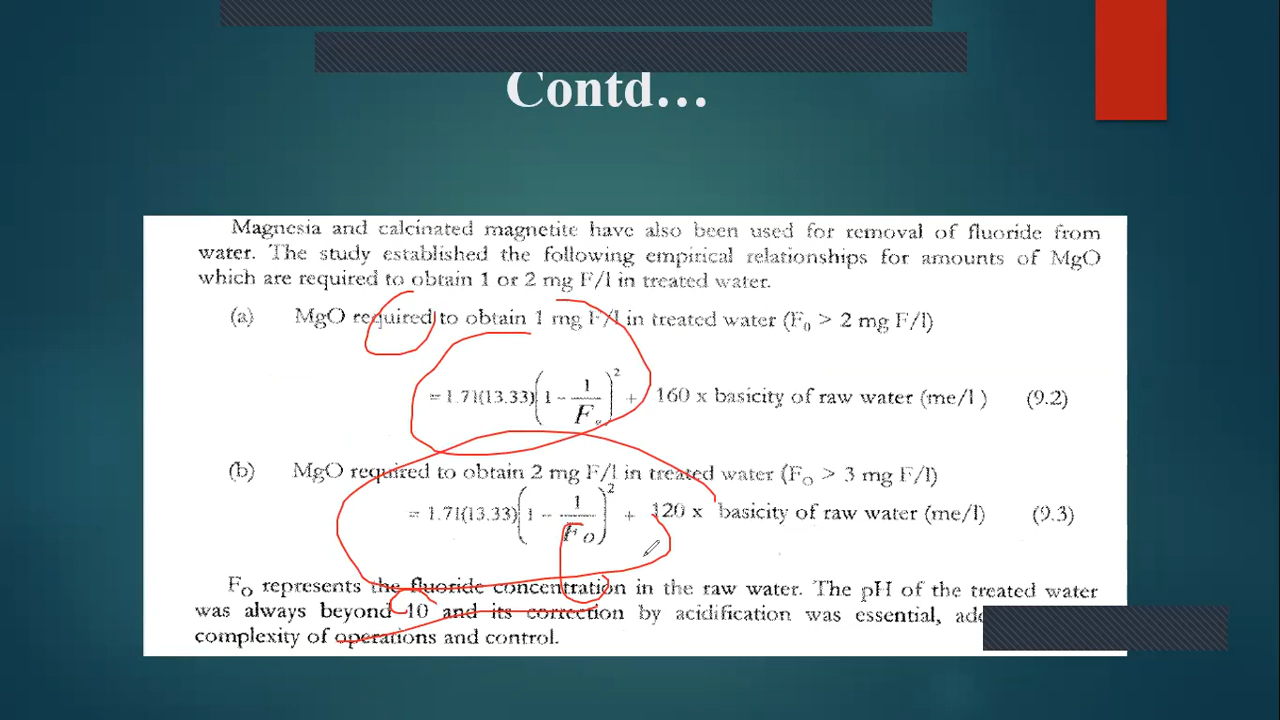 Contd...
Magnesia and calcinated magnetite have also been used for removal of fluoride from
water. The study established the following empirical relationships for amounts of MgO
which are required to obtain 1 or 2 mg F/l in treated water.
(a) MgO required to obtain 1 mg F/l in treated water (F₀ > 2 mg F/l)
= 1.71(13.33)(1 - 1/Fₒ)² + 160 x basicity of raw water (me/l ) (9.2)
(b) MgO required to obtain 2 mg F/l in treated water (F_O > 3 mg F/l)
= 1.71(13.33)(1 - 1/F_O)² + 120 x basicity of raw water (me/l) (9.3)
F_O represents the fluoride concentration in the raw water. The pH of the treated water
was always beyond 10 and its correction by acidification was essential,
complexity of operations and control.